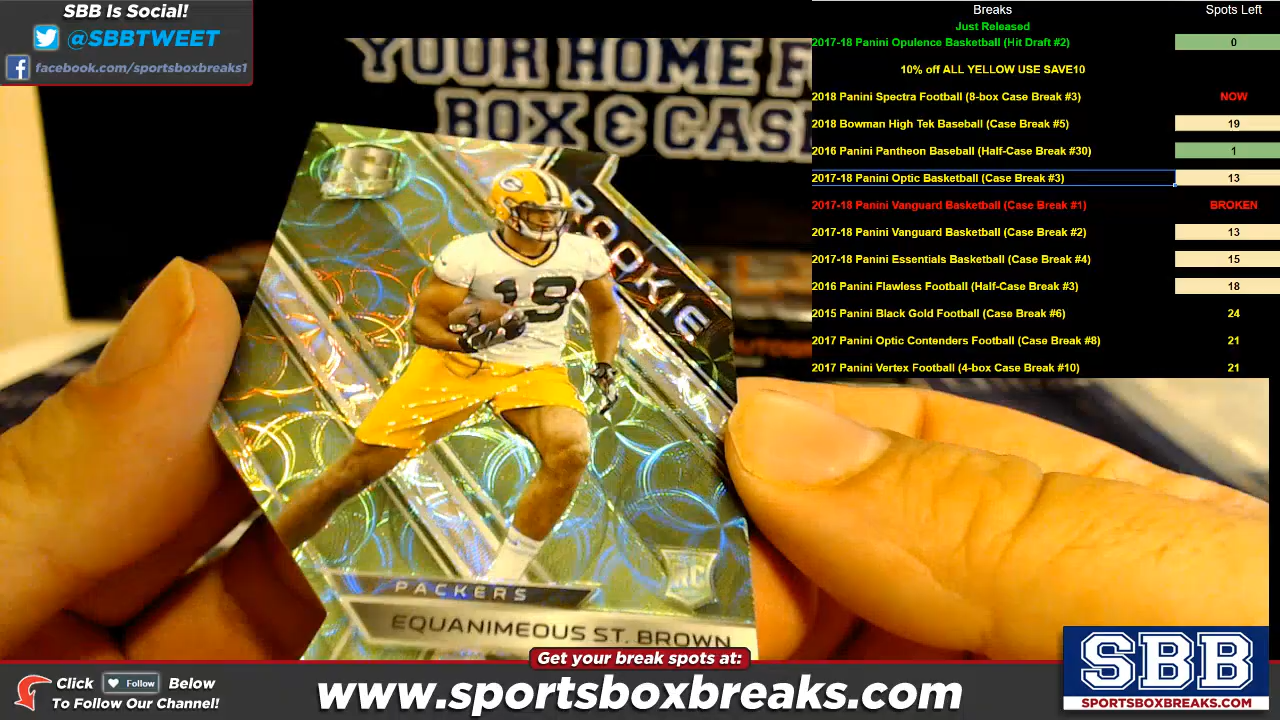 SBB Is Social!
@SBBTWEET
facebook.com/sportsboxbreaks1
Breaks Spots Left
Just Released
2017-18 Panini Opulence Basketball (Hit Draft #2) 0
10% off ALL YELLOW USE SAVE10
2018 Panini Spectra Football (8-box Case Break #3) NOW
2018 Bowman High Tek Baseball (Case Break #5) 19
2016 Panini Pantheon Baseball (Half-Case Break #30) 1
2017-18 Panini Optic Basketball (Case Break #3) 13
2017-18 Panini Vanguard Basketball (Case Break #1) BROKEN
2017-18 Panini Vanguard Basketball (Case Break #2) 13
2017-18 Panini Essentials Basketball (Case Break #4) 15
2016 Panini Flawless Football (Half-Case Break #3) 18
2015 Panini Black Gold Football (Case Break #6) 24
2017 Panini Optic Contenders Football (Case Break #8) 21
2017 Panini Vertex Football (4-box Case Break #10) 21
YOUR HOME F
BOX & CAS
ROOKIE
G
19
RC
PACKERS
EQUANIMEOUS ST. BROWN
Get your break spots at:
Click Follow Below
To Follow Our Channel!
www.sportsboxbreaks.com
SBB
SPORTSBOXBREAKS.COM